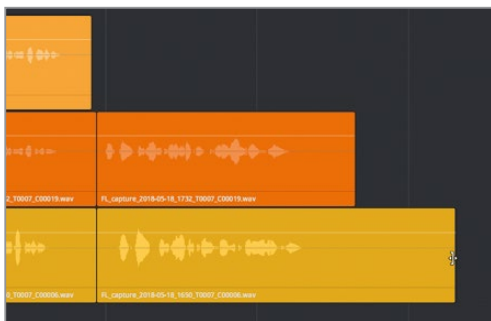 2_T0007_C00019.wav
FL_capture_2018-05-18_1732_T0007_C00019.wav
0_T0007_C00006.wav
FL_capture_2018-05-18_1650_T0007_C00006.wav